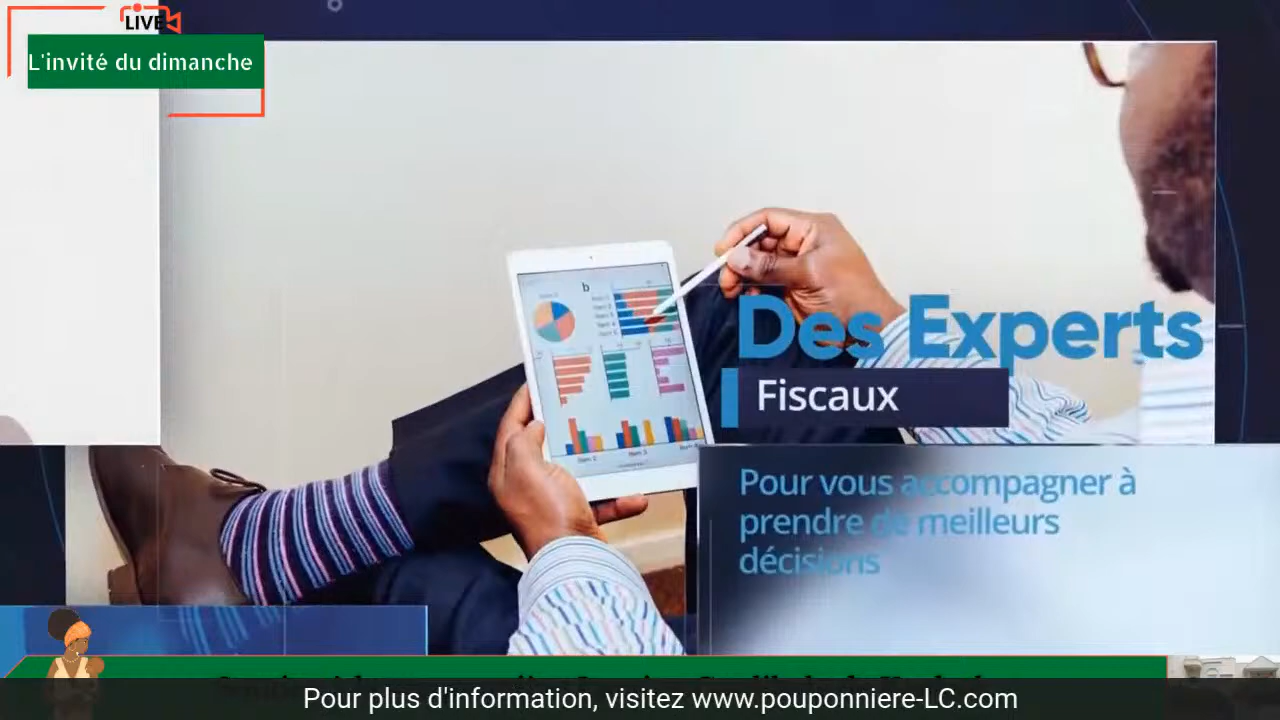 LIVE
L'invité du dimanche
b
Des Experts
Fiscaux
Pour vous accompagner à
prendre de meilleurs
décisions
Pour plus d'information, visitez www.pouponniere-LC.com